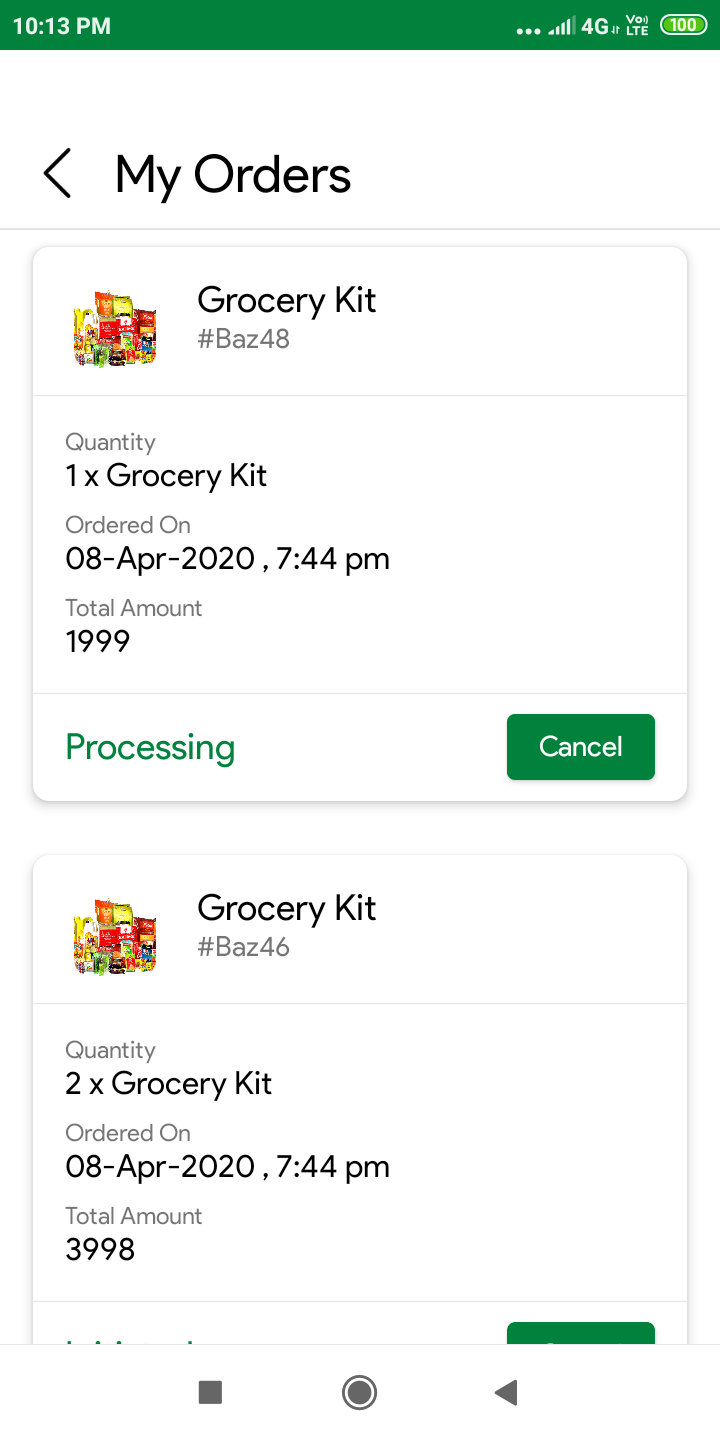 10:13 PM 4G Vo) LTE 100
My Orders
Grocery Kit
#Baz48
Quantity
1 x Grocery Kit
Ordered On
08-Apr-2020 , 7:44 pm
Total Amount
1999
Processing Cancel
Grocery Kit
#Baz46
Quantity
2 x Grocery Kit
Ordered On
08-Apr-2020 , 7:44 pm
Total Amount
3998